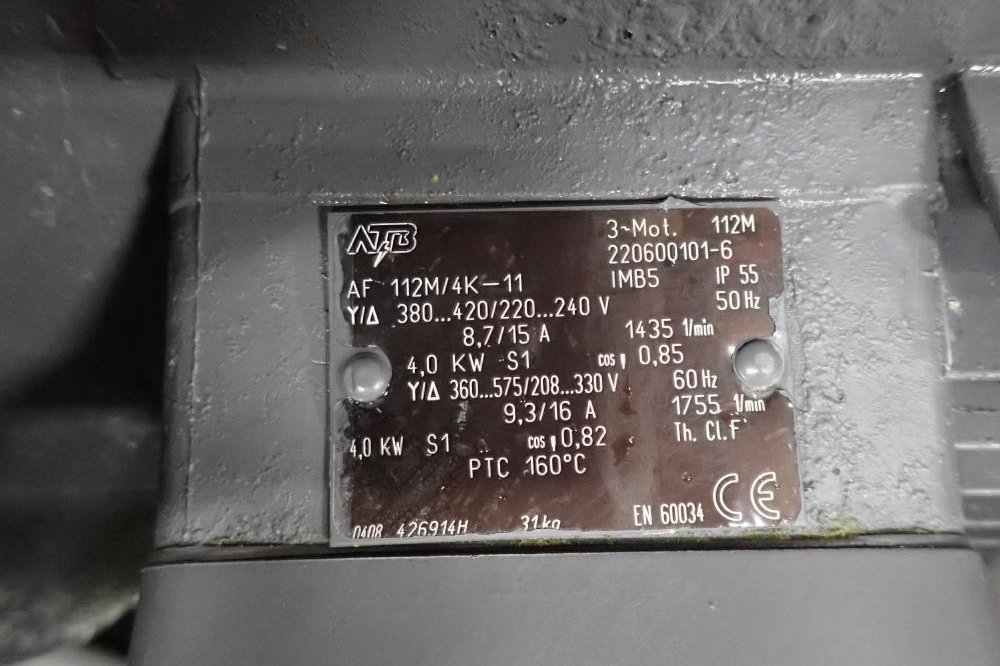 ATB
3~Mot. 112M
22060Q101-6
AF 112M/4K-11 IMB5 IP 55
Y/Δ 380...420/220...240 V 50 Hz
8,7/15 A 1435 1/min
4,0 KW S1 cos φ 0,85
Y/Δ 360...575/208...330 V 60 Hz
9,3/16 A 1755 1/min
4,0 KW S1 cos φ 0,82 Th. Cl. F
PTC 160°C
0408 426914H 31kg EN 60034 CE